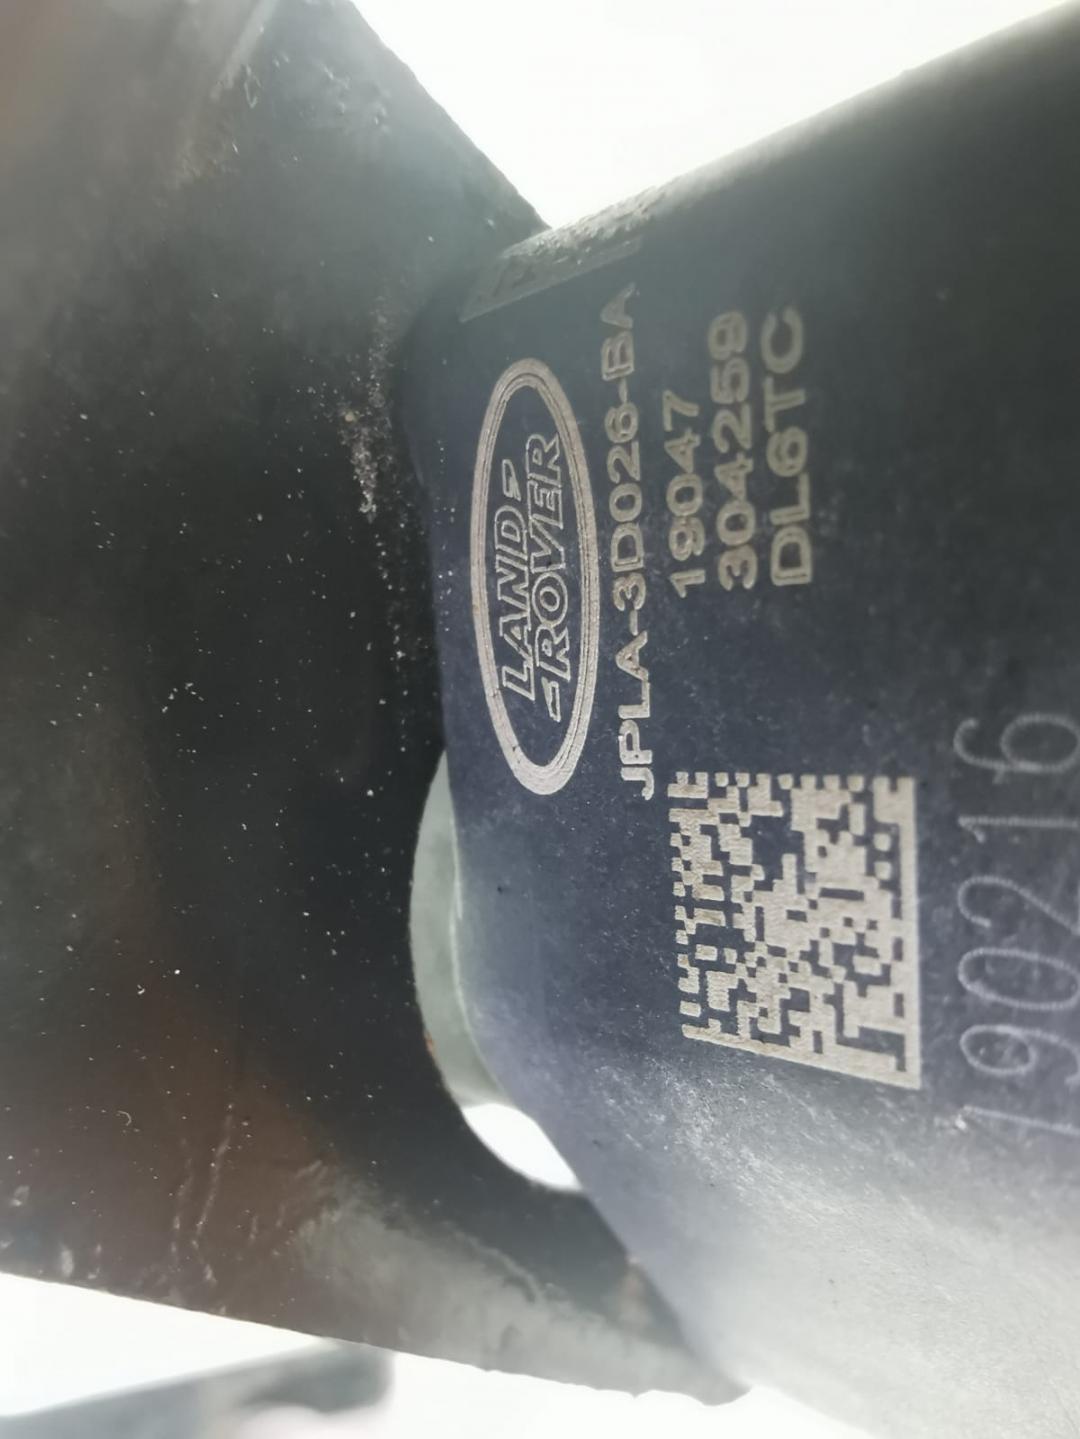 LAND
ROVER
JPLA-3D026-BA
19047
304259
DL6TC
190216